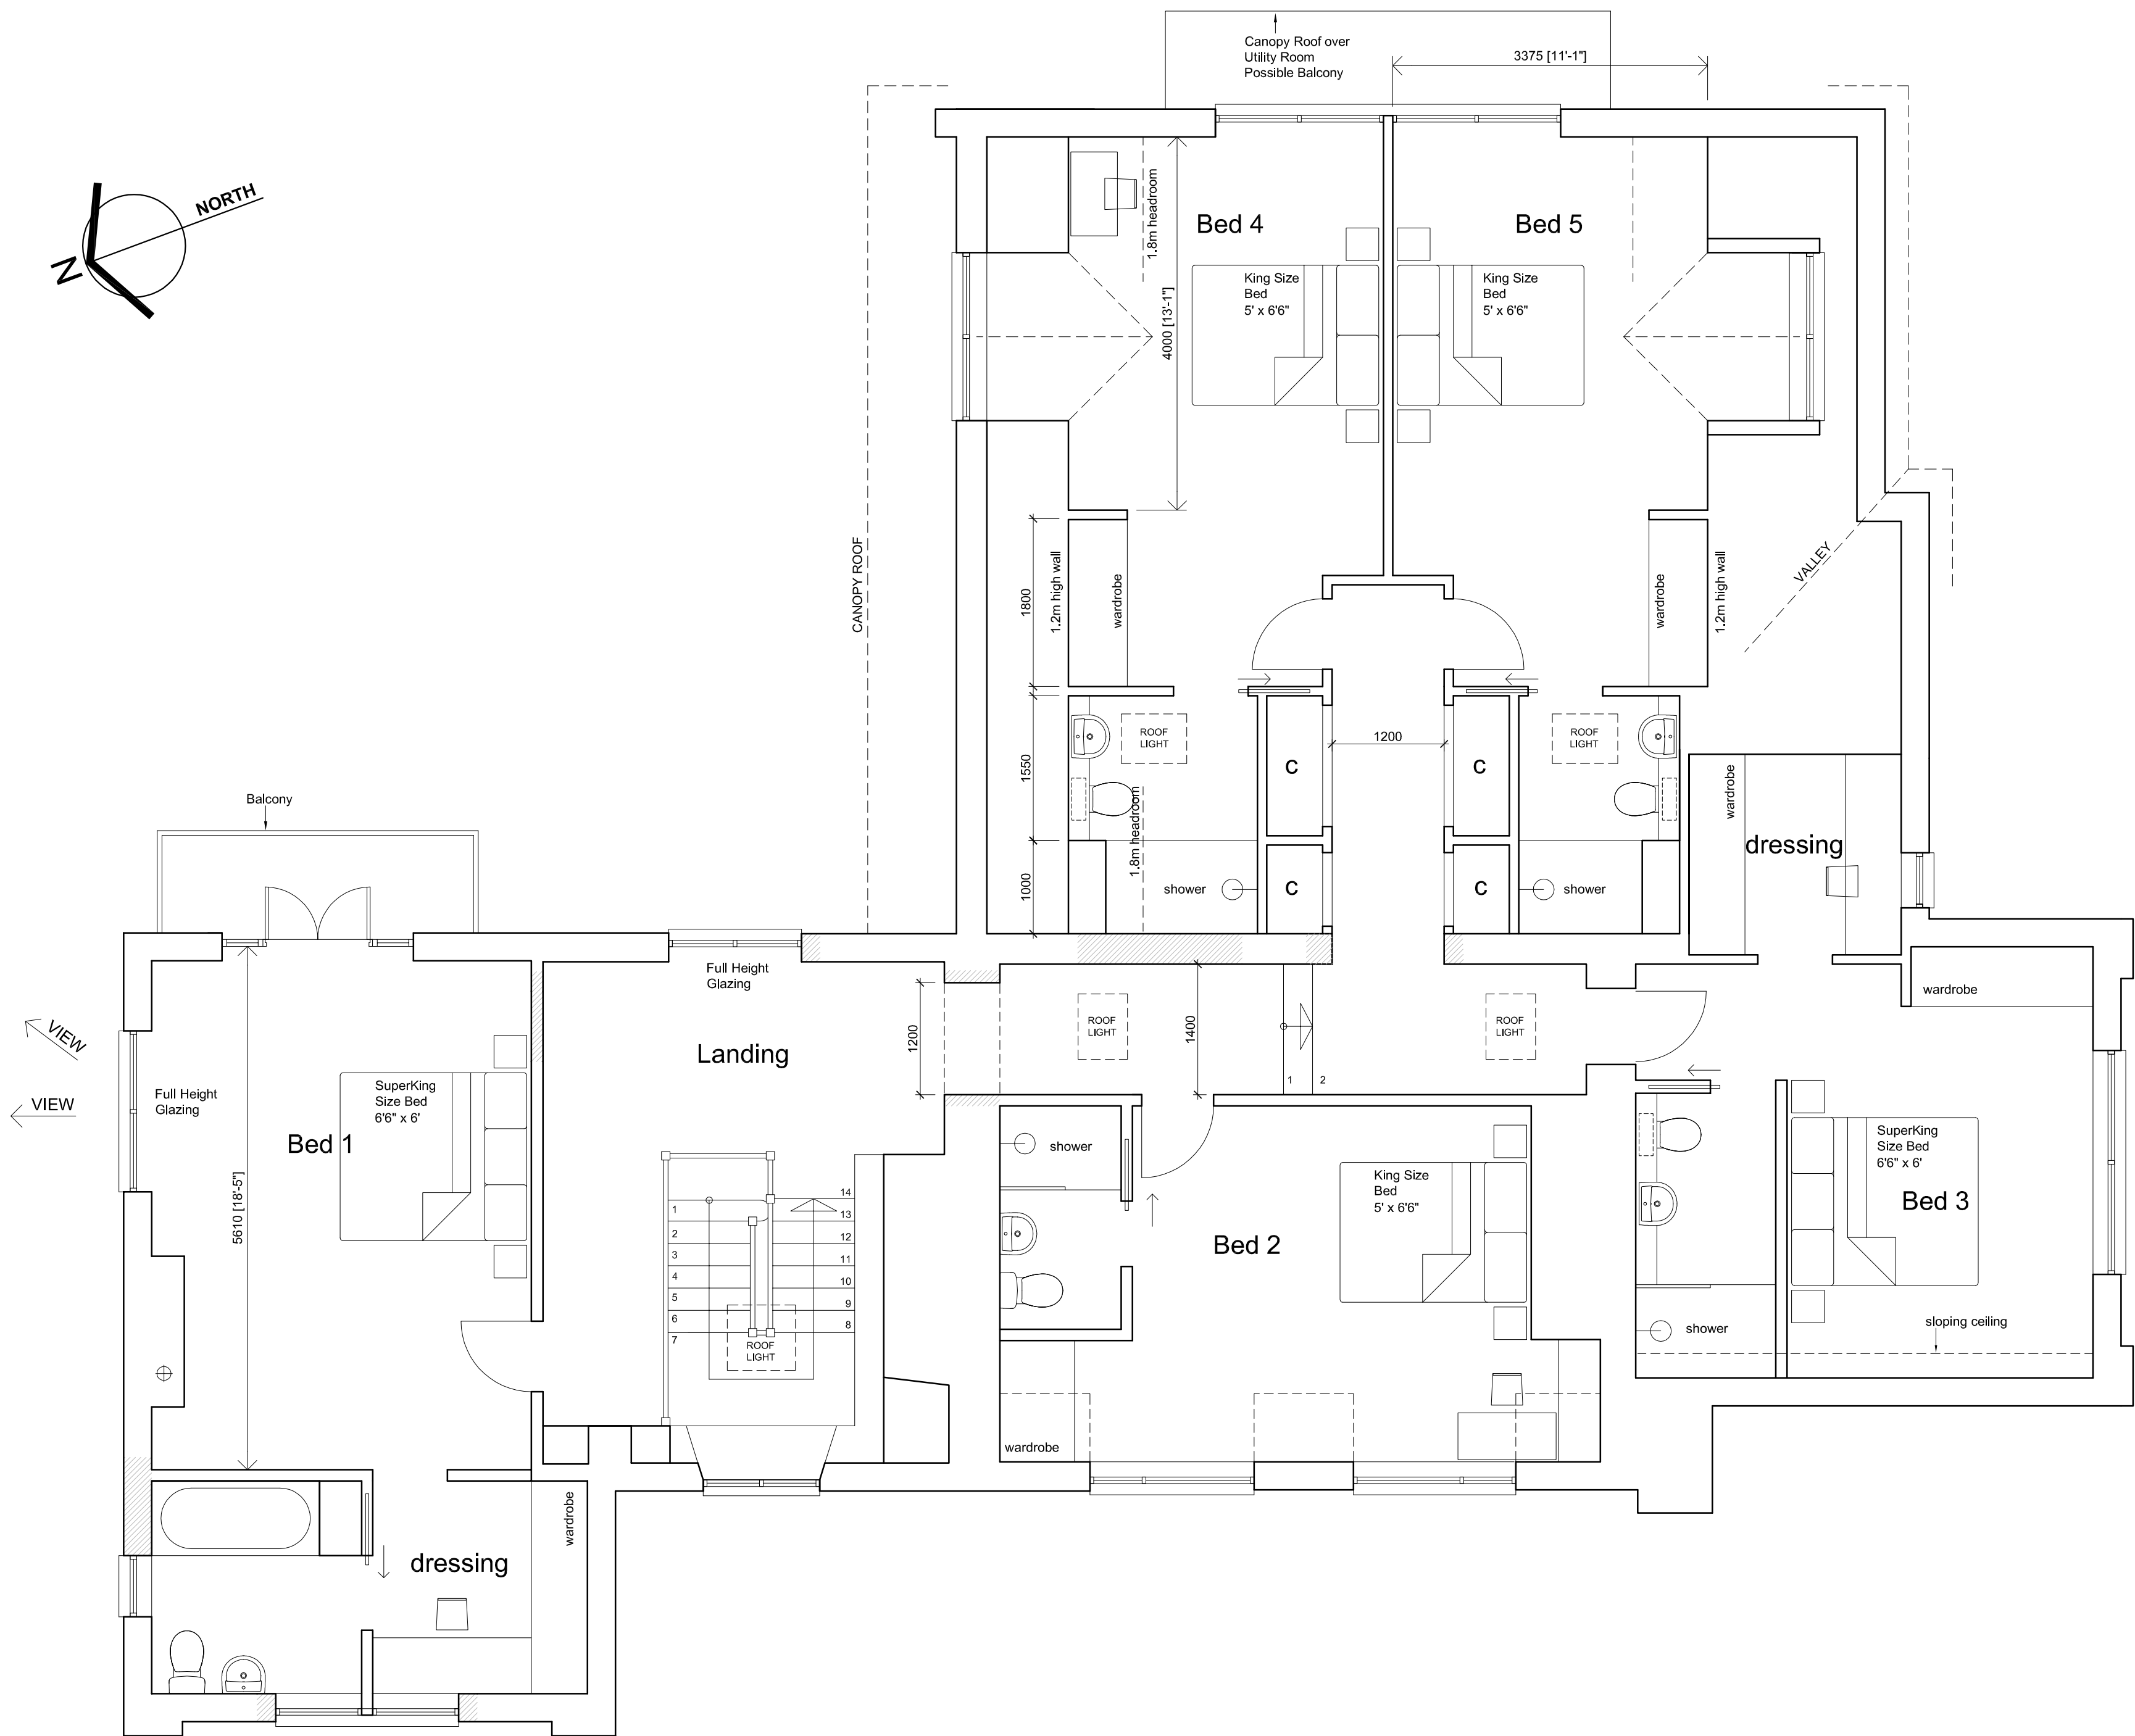 Canopy Roof over
Utility Room
Possible Balcony
3375 [11'-1"]
NORTH
N
1.8m headroom
Bed 4
Bed 5
King Size
Bed
5' x 6'6"
King Size
Bed
5' x 6'6"
4000 [13'-1"]
CANOPY ROOF
1800
1.2m high wall
wardrobe
wardrobe
1.2m high wall
VALLEY
ROOF
LIGHT
1200
ROOF
LIGHT
1550
C
C
wardrobe
Balcony
1.8m headroom
dressing
1000
shower
C
C
shower
Full Height
Glazing
wardrobe
VIEW
VIEW
Full Height
Glazing
Landing
1200
ROOF
LIGHT
1400
ROOF
LIGHT
1
2
SuperKing
Size Bed
6'6" x 6'
Bed 1
shower
SuperKing
Size Bed
6'6" x 6'
King Size
Bed
5' x 6'6"
Bed 3
5610 [18'-5"]
1
2
3
4
5
6
7
14
13
12
11
10
9
8
ROOF
LIGHT
Bed 2
shower
sloping ceiling
wardrobe
wardrobe
dressing